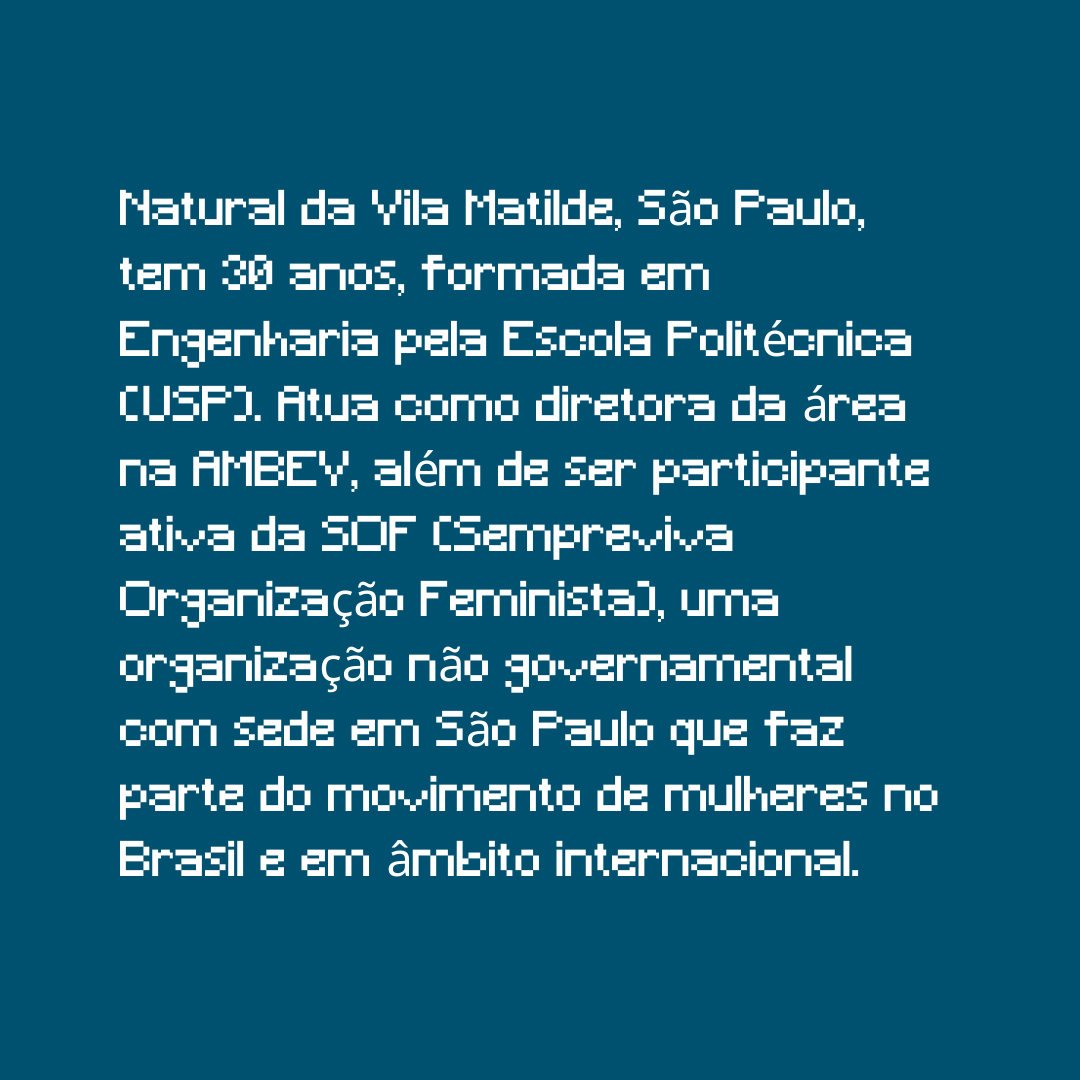 Natural da Vila Matilde, São Paulo,
tem 30 anos, formada em
Engenharia pela Escola Politécnica
(USP). Atua como diretora da área
na AMBEV, além de ser participante
ativa da SOF (Sempreviva
Organização Feminista), uma
organização não governamental
com sede em São Paulo que faz
parte do movimento de mulheres no
Brasil e em âmbito internacional.